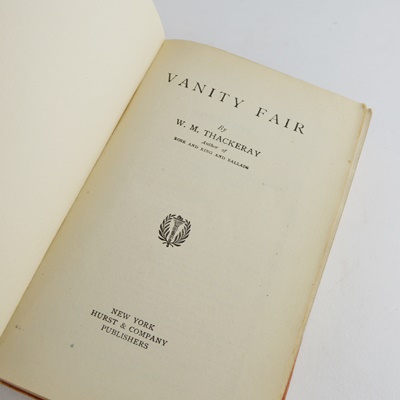 VANITY FAIR
By
W. M. THACKERAY
Author of
ROSE AND RING AND BALLADS
NEW YORK
HURST & COMPANY
PUBLISHERS